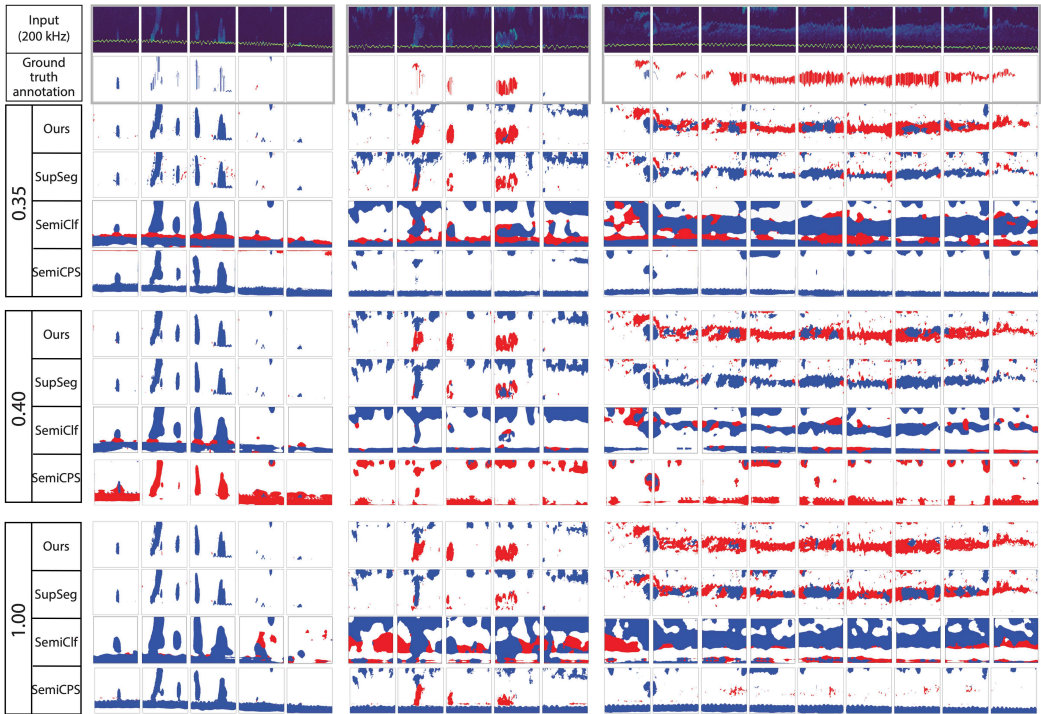 Input
(200 kHz)
Ground
truth
annotation
0.35
Ours
SupSeg
SemiClf
SemiCPS
0.40
Ours
SupSeg
SemiClf
SemiCPS
1.00
Ours
SupSeg
SemiClf
SemiCPS